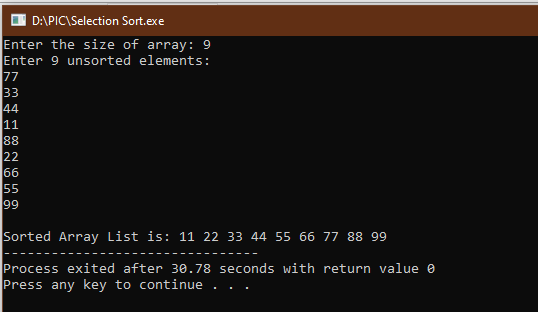 D:\PIC\Selection Sort.exe
Enter the size of array: 9
Enter 9 unsorted elements:
77
33
44
11
88
22
66
55
99
Sorted Array List is: 11 22 33 44 55 66 77 88 99
--------------------------------
Process exited after 30.78 seconds with return value 0
Press any key to continue . . .